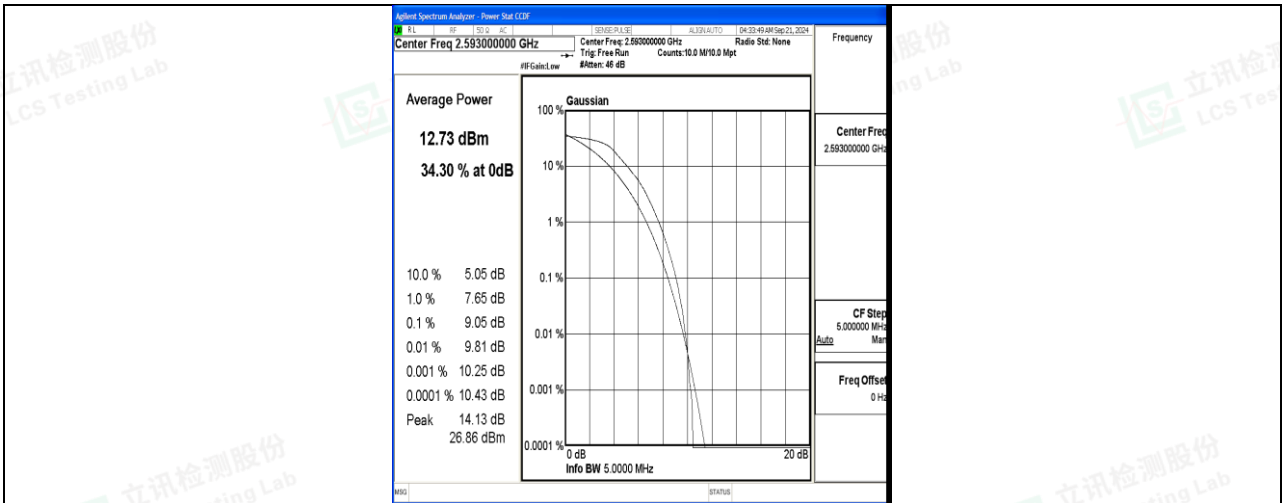 Agilent Spectrum Analyzer - Power Stat CCDF
LXI RL RF 50 Ω AC SENSE:PULSE ALIGN AUTO 04:33:49 AM Sep 21, 2024
Center Freq 2.593000000 GHz
Center Freq: 2.593000000 GHz Radio Std: None
Trig: Free Run Counts:10.0 M/10.0 Mpt
#IFGain:Low #Atten: 46 dB
Frequency
Average Power
12.73 dBm
34.30 % at 0dB
10.0 % 5.05 dB
1.0 % 7.65 dB
0.1 % 9.05 dB
0.01 % 9.81 dB
0.001 % 10.25 dB
0.0001 % 10.43 dB
Peak 14.13 dB
26.86 dBm
Gaussian
100 %
10 %
1 %
0.1 %
0.01 %
0.001 %
0.0001 %
0 dB 20 dB
Info BW 5.0000 MHz
Center Freq
2.593000000 GHz
CF Step
5.000000 MHz
Auto Man
Freq Offset
0 Hz
MSG STATUS
立讯检测股份
LCS Testing Lab